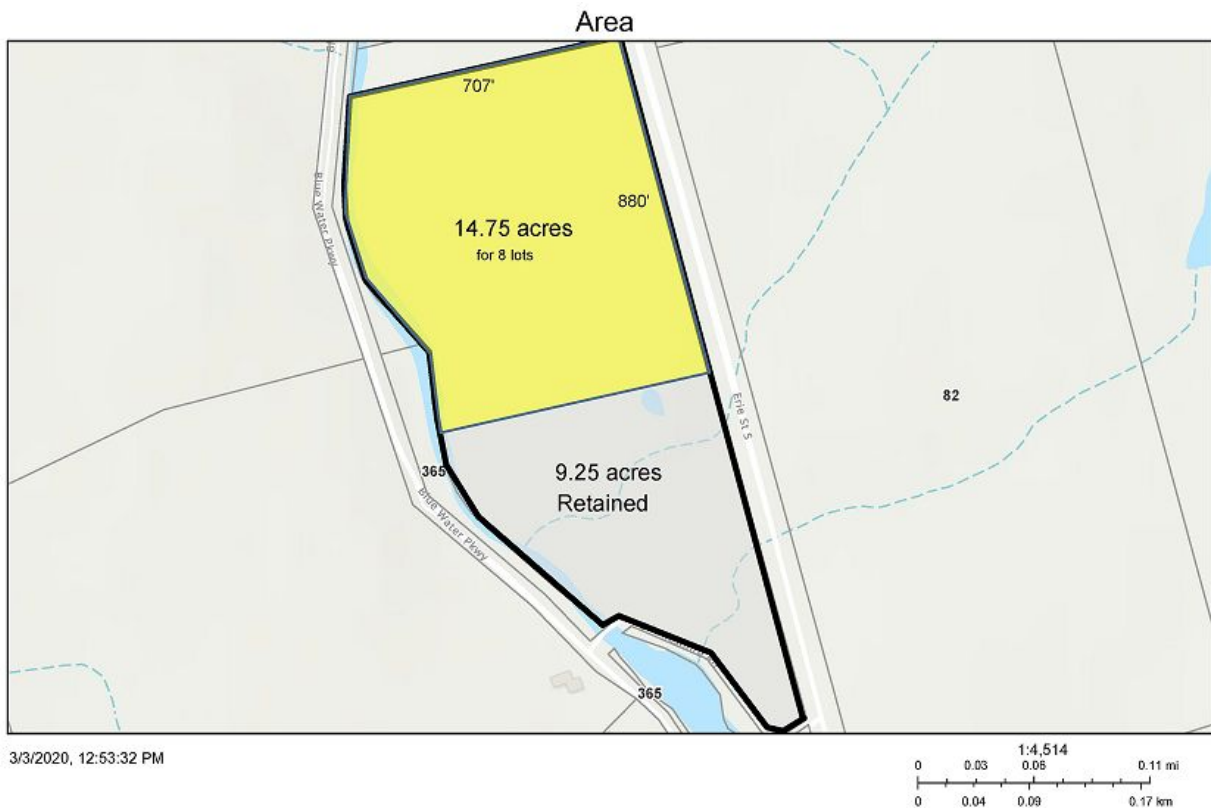 Area
707'
Blue Water Pkwy
880'
14.75 acres
for 8 lots
Erie St S
82
9.25 acres
Retained
365
Blue Water Pkwy
365
3/3/2020, 12:53:32 PM
1:4,514
0 0.03 0.06 0.11 mi
0 0.04 0.09 0.17 km